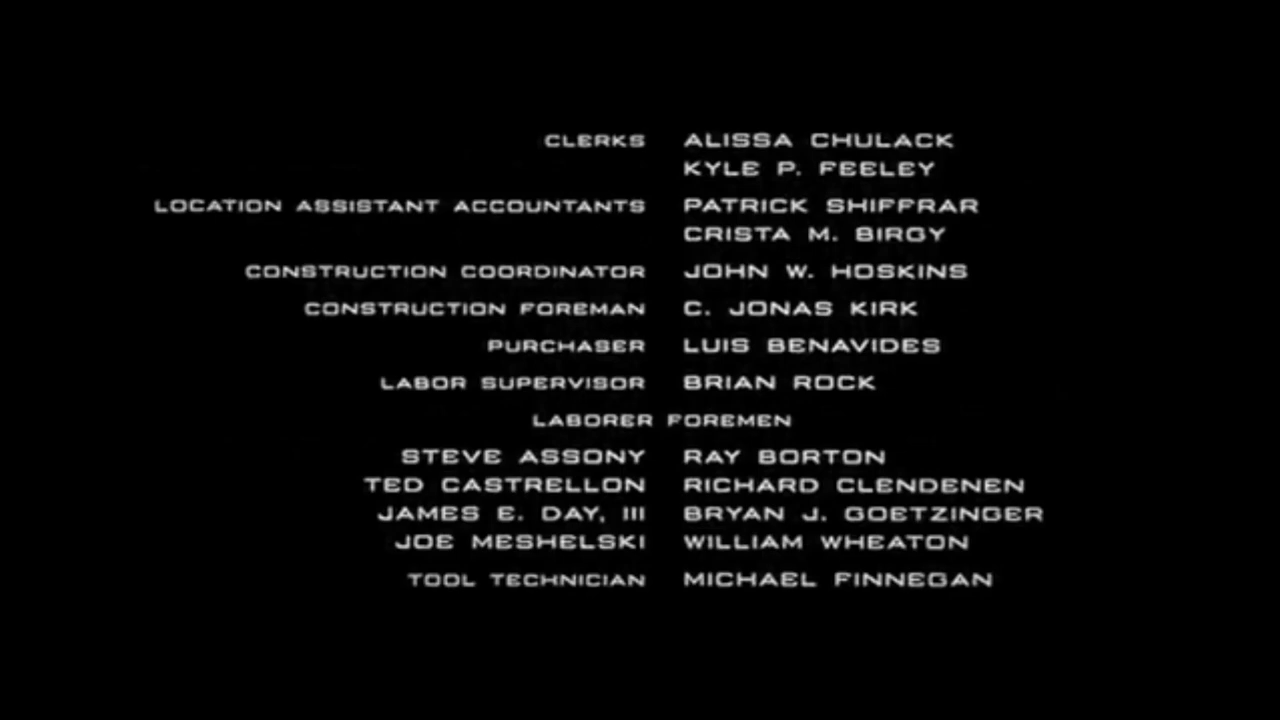 CLERKS ALISSA CHULACK
KYLE P. FEELEY
LOCATION ASSISTANT ACCOUNTANTS PATRICK SHIFFRAR
CRISTA M. BIRGY
CONSTRUCTION COORDINATOR JOHN W. HOSKINS
CONSTRUCTION FOREMAN C. JONAS KIRK
PURCHASER LUIS BENAVIDES
LABOR SUPERVISOR BRIAN ROCK
LABORER FOREMEN
STEVE ASSONY RAY BORTON
TED CASTRELLON RICHARD CLENDENEN
JAMES E. DAY, III BRYAN J. GOETZINGER
JOE MESHELSKI WILLIAM WHEATON
TOOL TECHNICIAN MICHAEL FINNEGAN